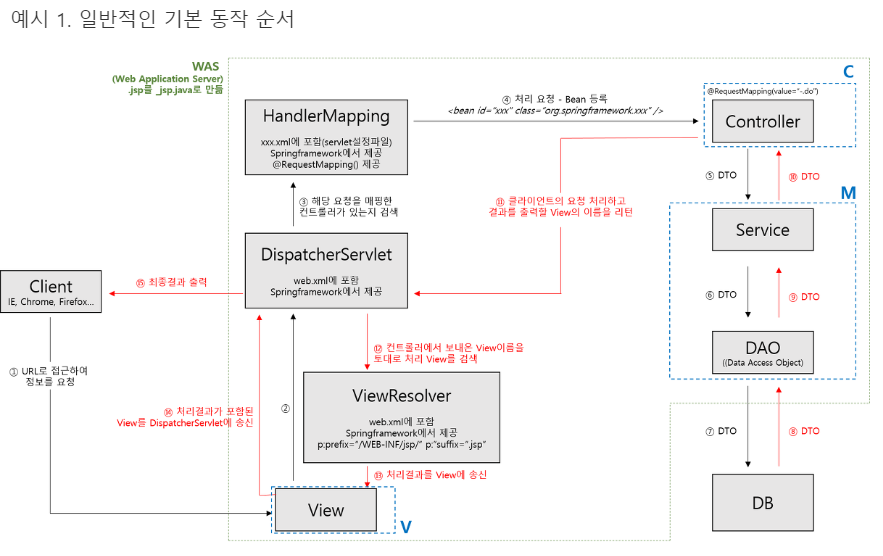 예시 1. 일반적인 기본 동작 순서
WAS
(Web Application Server)
.jsp를 _jsp.java로 만듦
HandlerMapping
xxx.xml에 포함(servlet설정파일)
Springframework에서 제공
@RequestMapping() 제공
④ 처리 요청 - Bean 등록
<bean id="xxx" class="org.springframework.xxx" />
C
@RequestMapping(value="-.do")
Controller
③ 해당 요청을 매핑한
컨트롤러가 있는지 검색
⑪ 클라이언트의 요청 처리하고
결과를 출력할 View의 이름을 리턴
⑤ DTO
⑩ DTO
M
Service
DispatcherServlet
web.xml에 포함
Springframework에서 제공
Client
IE, Chrome, Firefox...
⑮ 최종결과 출력
⑥ DTO
⑨ DTO
DAO
((Data Access Object)
① URL로 접근하여
정보를 요청
⑫ 컨트롤러에서 보내온 View이름을
토대로 처리 View를 검색
ViewResolver
web.xml에 포함
Springframework에서 제공
p:prefix="/WEB-INF/jsp/" p:"suffix=".jsp"
⑭ 처리결과가 포함된
View를 DispatcherServlet에 송신
②
⑦ DTO
⑧ DTO
⑬ 처리결과를 View에 송신
View
V
DB